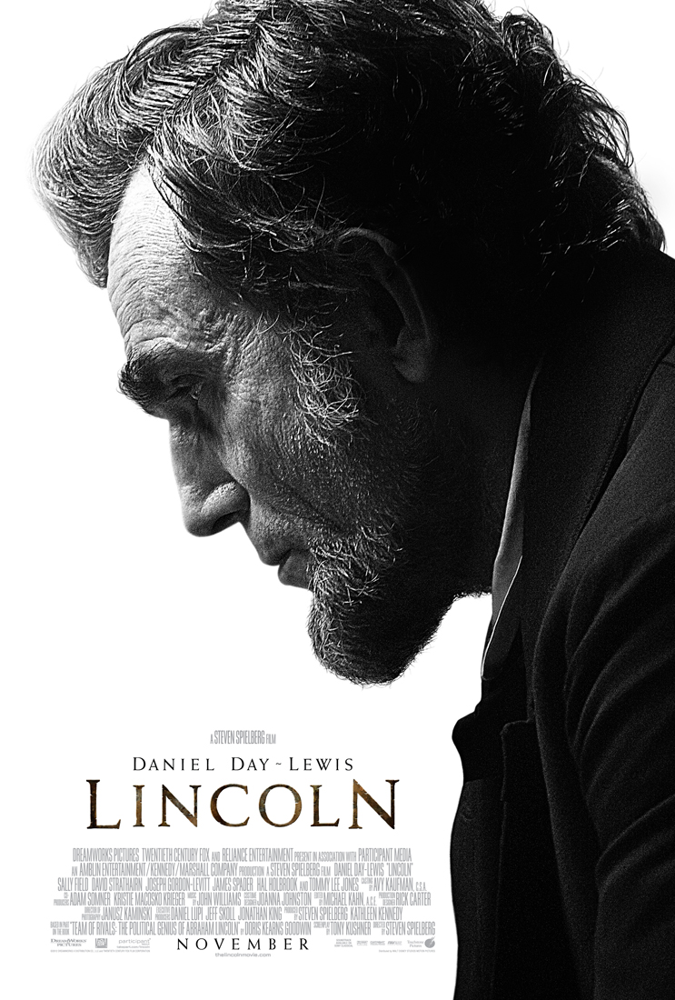 A STEVEN SPIELBERG FILM
DANIEL DAY-LEWIS
LINCOLN
DREAMWORKS PICTURES TWENTIETH CENTURY FOX AND RELIANCE ENTERTAINMENT PRESENT IN ASSOCIATION WITH PARTICIPANT MEDIA
AN AMBLIN ENTERTAINMENT/KENNEDY/MARSHALL COMPANY PRODUCTION A STEVEN SPIELBERG FILM DANIEL DAY-LEWIS "LINCOLN"
SALLY FIELD DAVID STRATHAIRN JOSEPH GORDON-LEVITT JAMES SPADER HAL HOLBROOK AND TOMMY LEE JONES CASTING BY AVY KAUFMAN, C.S.A.
CO-PRODUCERS ADAM SOMNER KRISTIE MACOSKO KRIEGER MUSIC BY JOHN WILLIAMS COSTUME DESIGNER JOANNA JOHNSTON EDITED BY MICHAEL KAHN, A.C.E. PRODUCTION DESIGNER RICK CARTER
DIRECTOR OF PHOTOGRAPHY JANUSZ KAMINSKI EXECUTIVE PRODUCERS DANIEL LUPI JEFF SKOLL JONATHAN KING PRODUCED BY STEVEN SPIELBERG KATHLEEN KENNEDY
BASED IN PART ON THE BOOK "TEAM OF RIVALS: THE POLITICAL GENIUS OF ABRAHAM LINCOLN" BY DORIS KEARNS GOODWIN SCREENPLAY BY TONY KUSHNER DIRECTED BY STEVEN SPIELBERG
DREAMWORKS PICTURES
participant media
NOVEMBER
thelincolnmovie.com